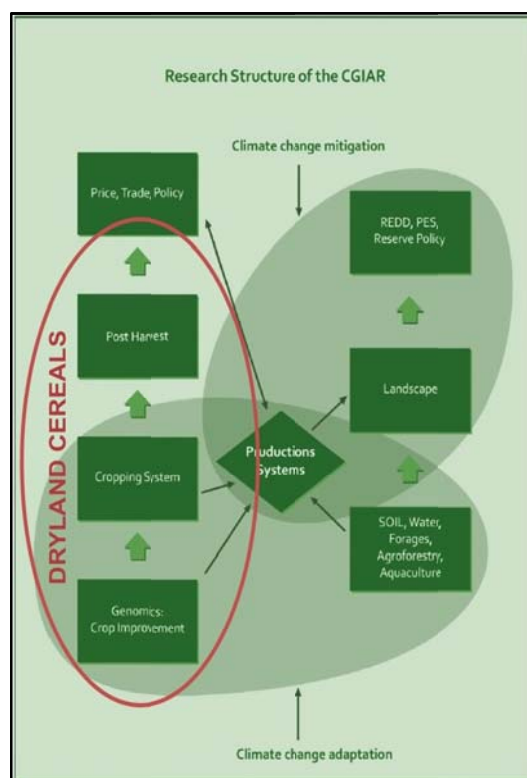 Research Structure of the CGIAR
Climate change mitigation
Price, Trade, Policy
REDD, PES,
Reserve Policy
Post Harvest
Landscape
DRYLAND CEREALS
Productions
Systems
Cropping System
SOIL, Water,
Forages,
Agroforestry,
Aquaculture
Genomics:
Crop Improvement
Climate change adaptation